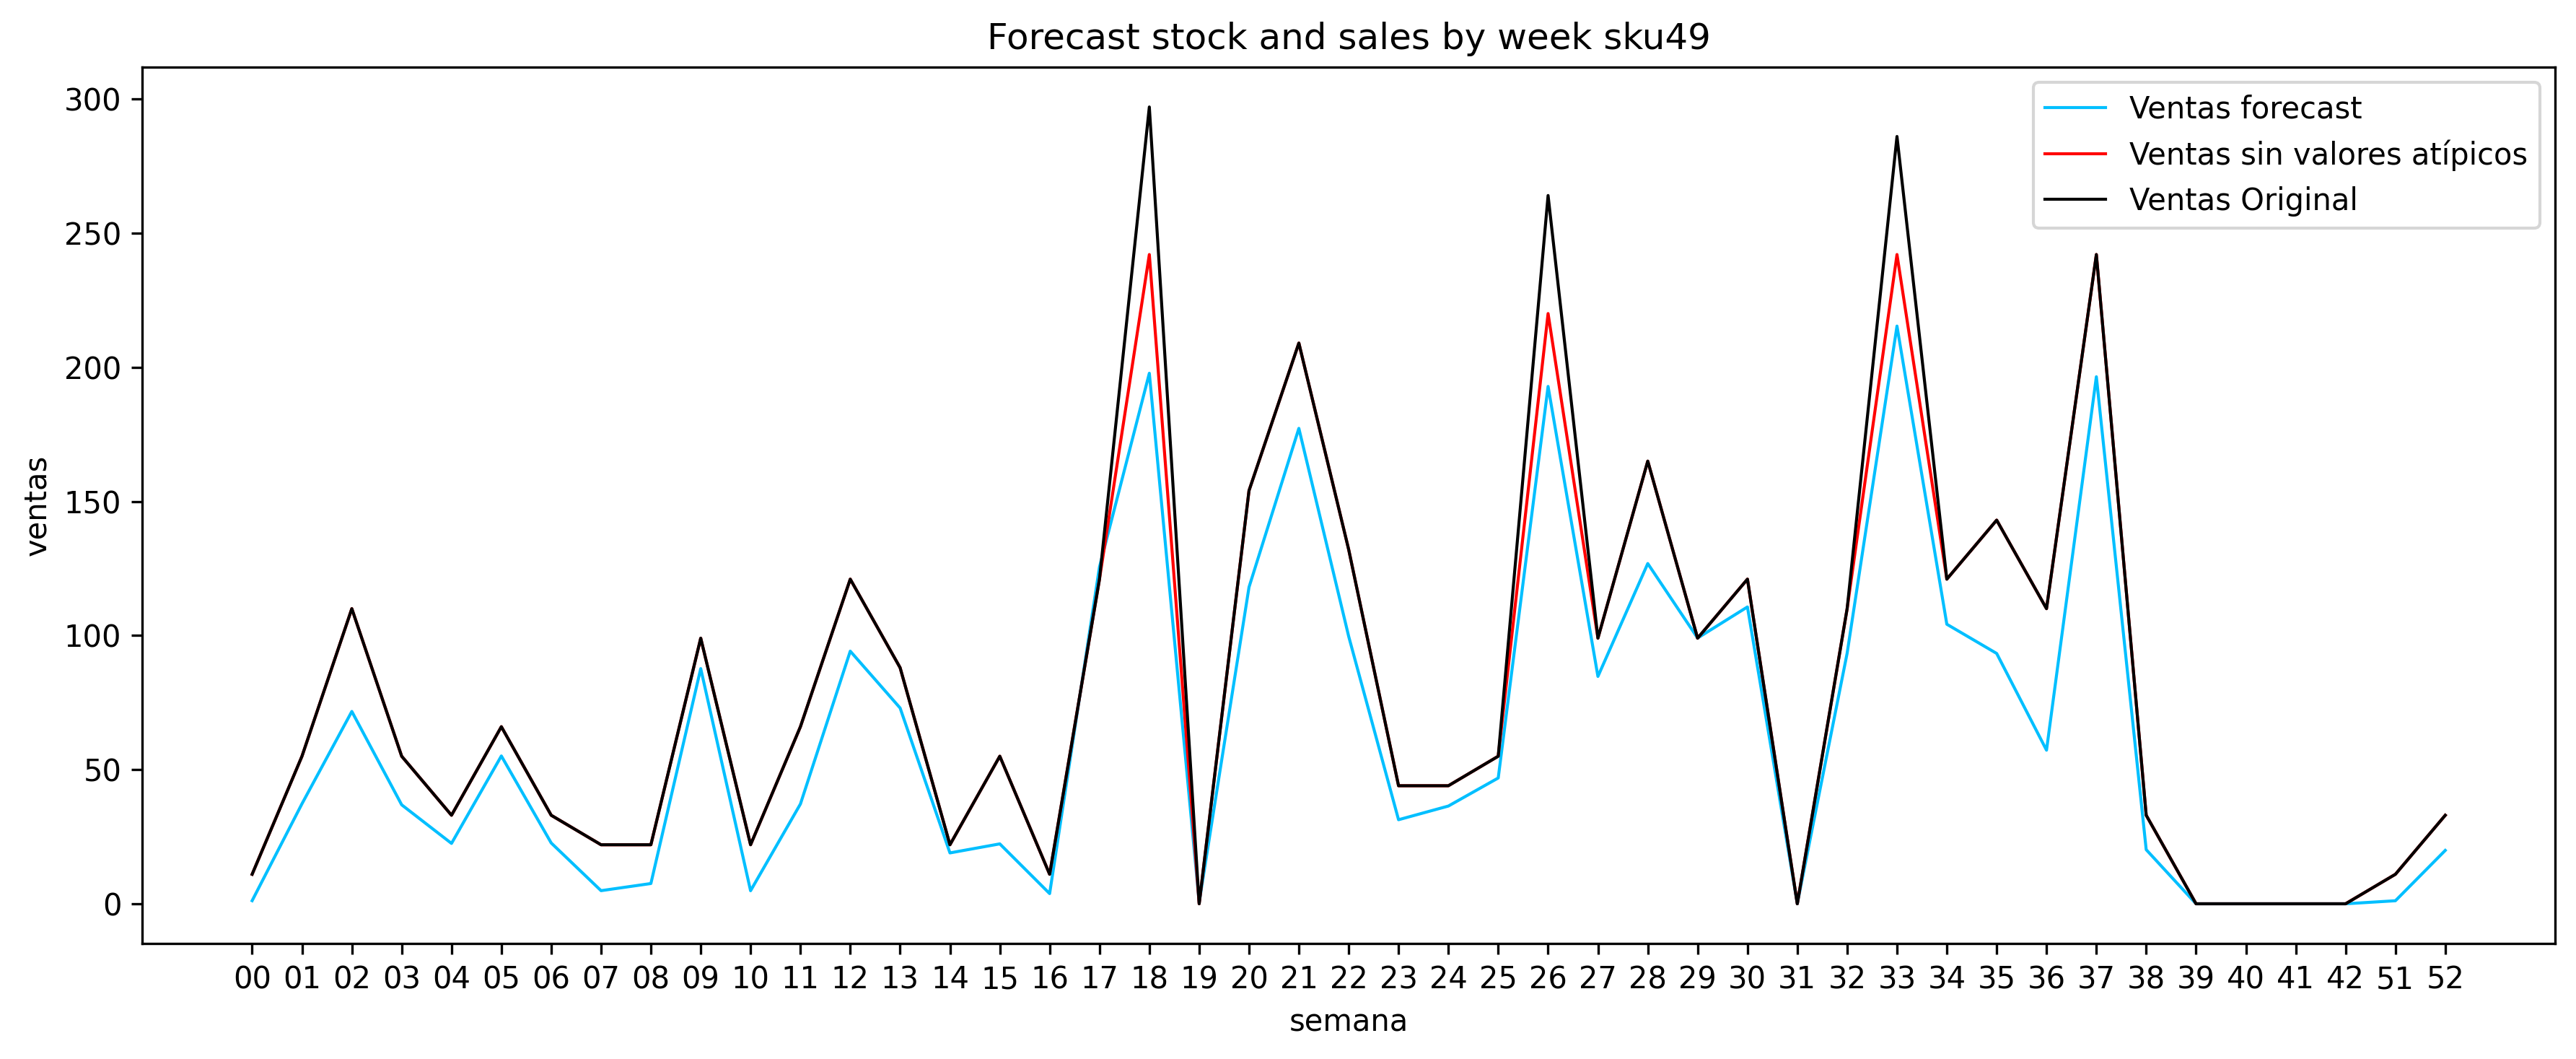 Forecast stock and sales by week sku49
Ventas forecast
Ventas sin valores atípicos
Ventas Original
300
250
200
150
100
50
0
ventas
00 01 02 03 04 05 06 07 08 09 10 11 12 13 14 15 16 17 18 19 20 21 22 23 24 25 26 27 28 29 30 31 32 33 34 35 36 37 38 39 40 41 42 51 52
semana